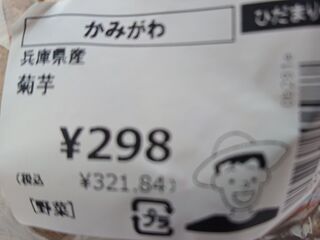 かみがわ
ひだまり
兵庫県産
菊芋
¥298
(税込 ¥321.84)
[野菜]
プラ